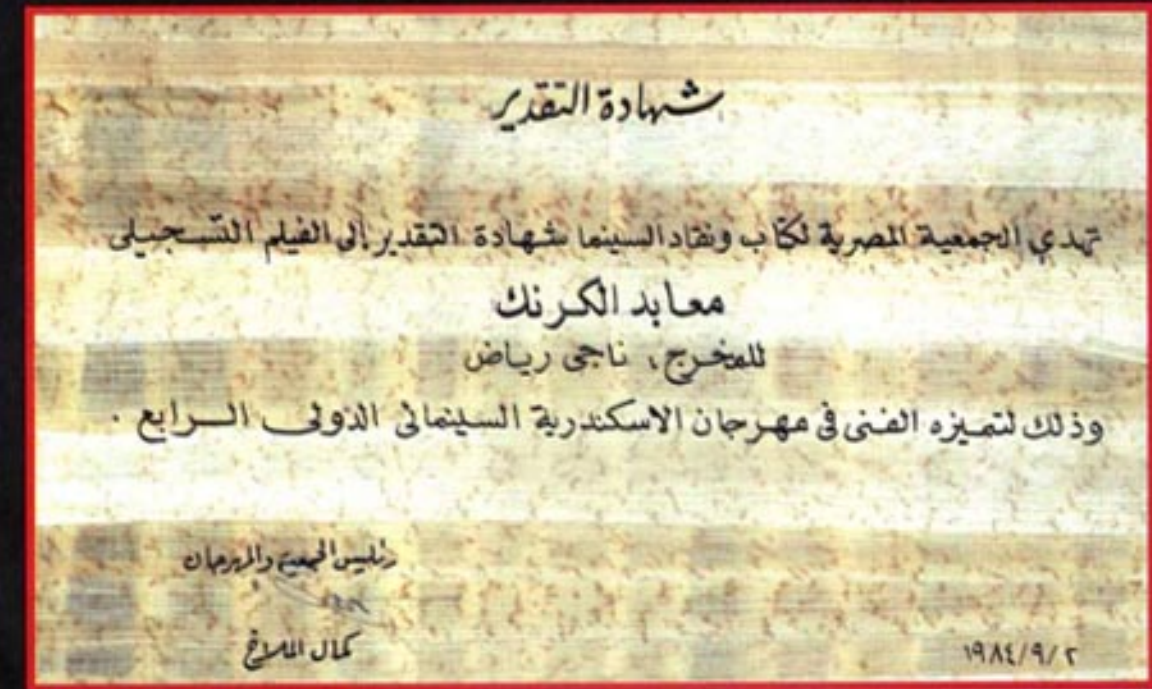 شهادة التقدير
تهدي الجمعية المصرية لكتاب ونقاد السينما شهادة التقدير إلى الفيلم التسجيلى
معابد الكرنك
للمخرج، ناجى رياض
وذلك لتميزه الفنى فى مهرجان الاسكندرية السينمائى الدولى الرابع .
رئيس الجمعية والمهرجان
كمال الملاخ
١٩٨٤/٩/٢